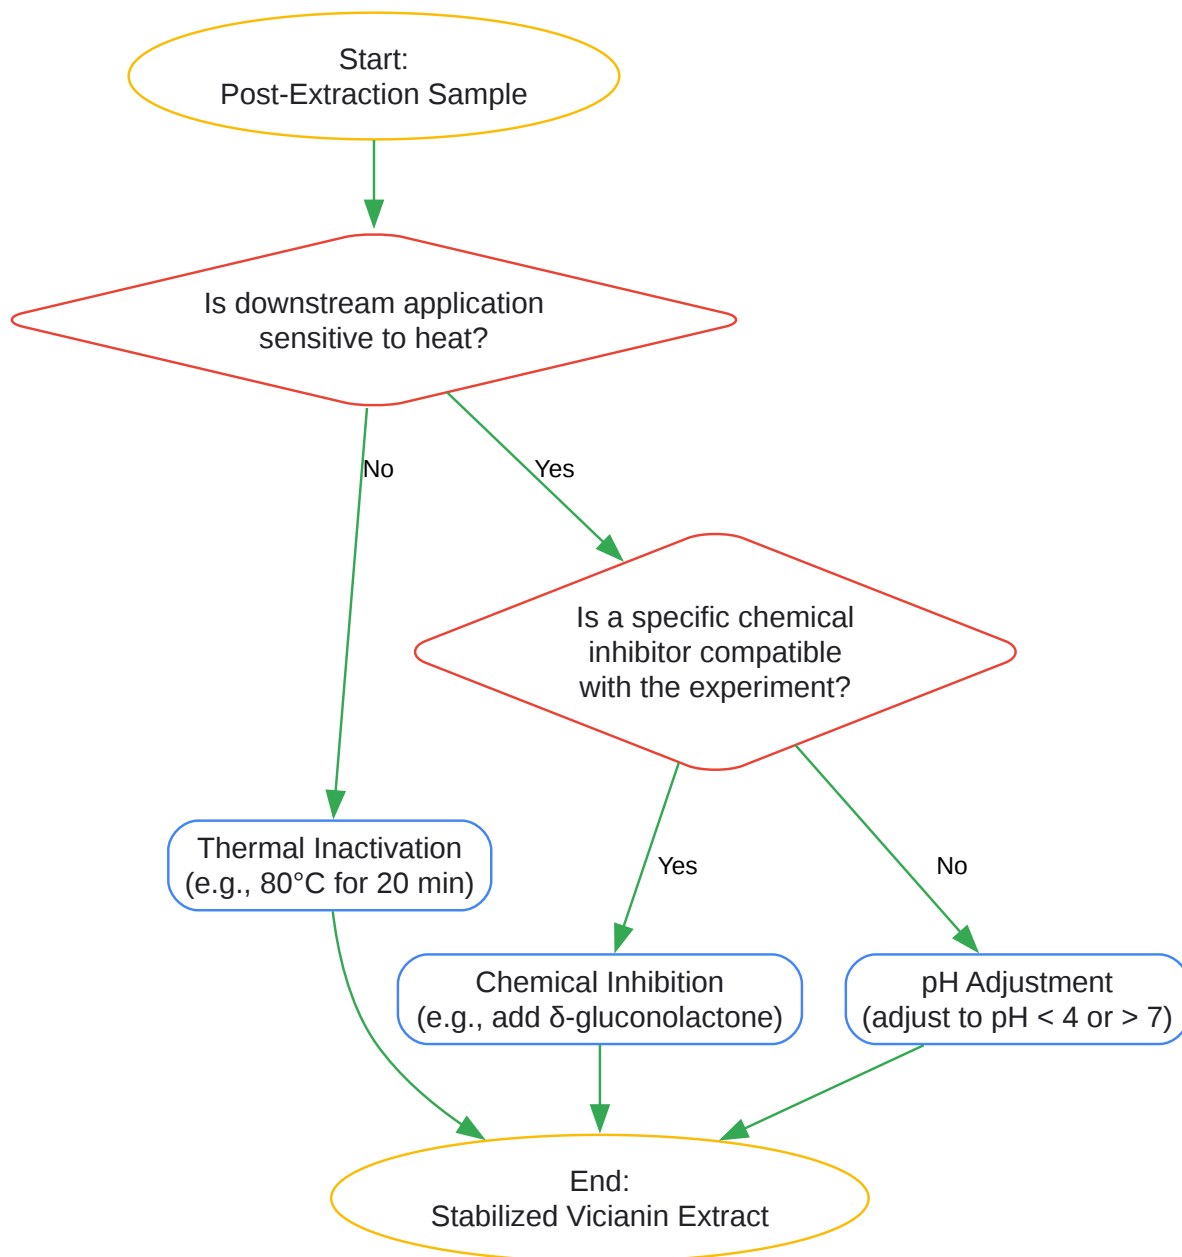 Start:
Post-Extraction Sample
Is downstream application
sensitive to heat?
No
Yes
Is a specific chemical
inhibitor compatible
with the experiment?
Thermal Inactivation
(e.g., 80°C for 20 min)
Yes
No
Chemical Inhibition
(e.g., add δ-gluconolactone)
pH Adjustment
(adjust to pH < 4 or > 7)
End:
Stabilized Vicianin Extract